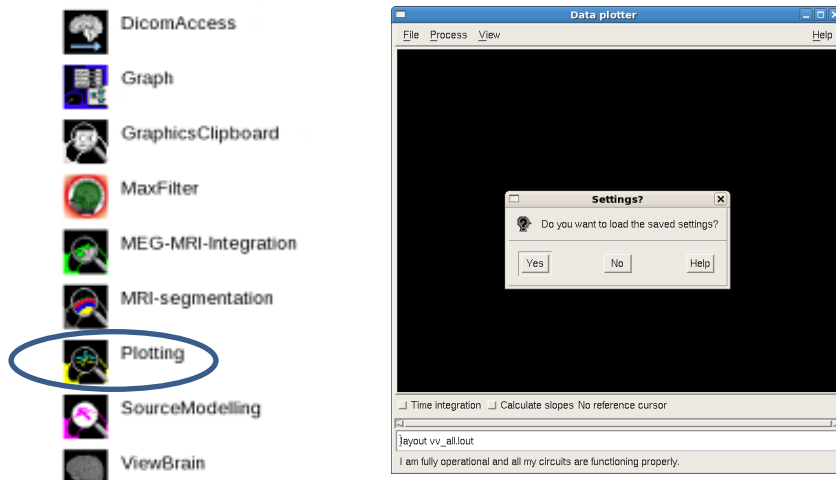 DicomAccess
Graph
GraphicsClipboard
MaxFilter
MEG-MRI-Integration
MRI-segmentation
Plotting
SourceModelling
ViewBrain
Data plotter
File Process View Help
Settings?
Do you want to load the saved settings?
Yes No Help
Time integration Calculate slopes No reference cursor
layout vv_all.lout
I am fully operational and all my circuits are functioning properly.